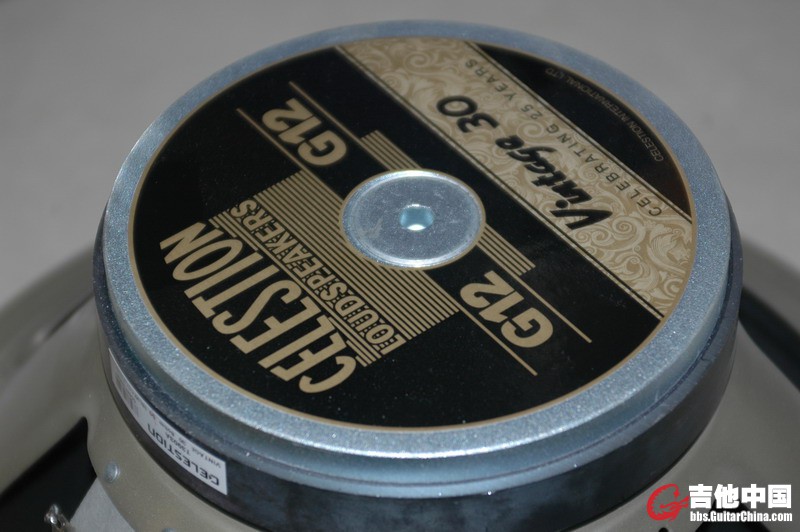 CELESTION
LOUDSPEAKERS
G12
G12
Vintage 30
CELEBRATING 25 YEARS
CELESTION INTERNATIONAL LTD
CELESTION
VINTAGE
吉他中国
bbs.GuitarChina.com